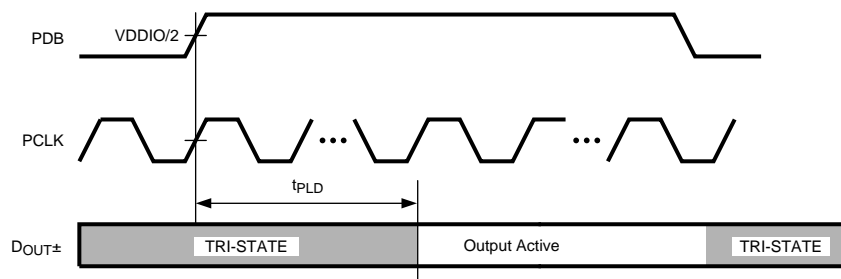 PDB
VDDIO/2
PCLK
tPLD
DOUT±
TRI-STATE
Output Active
TRI-STATE